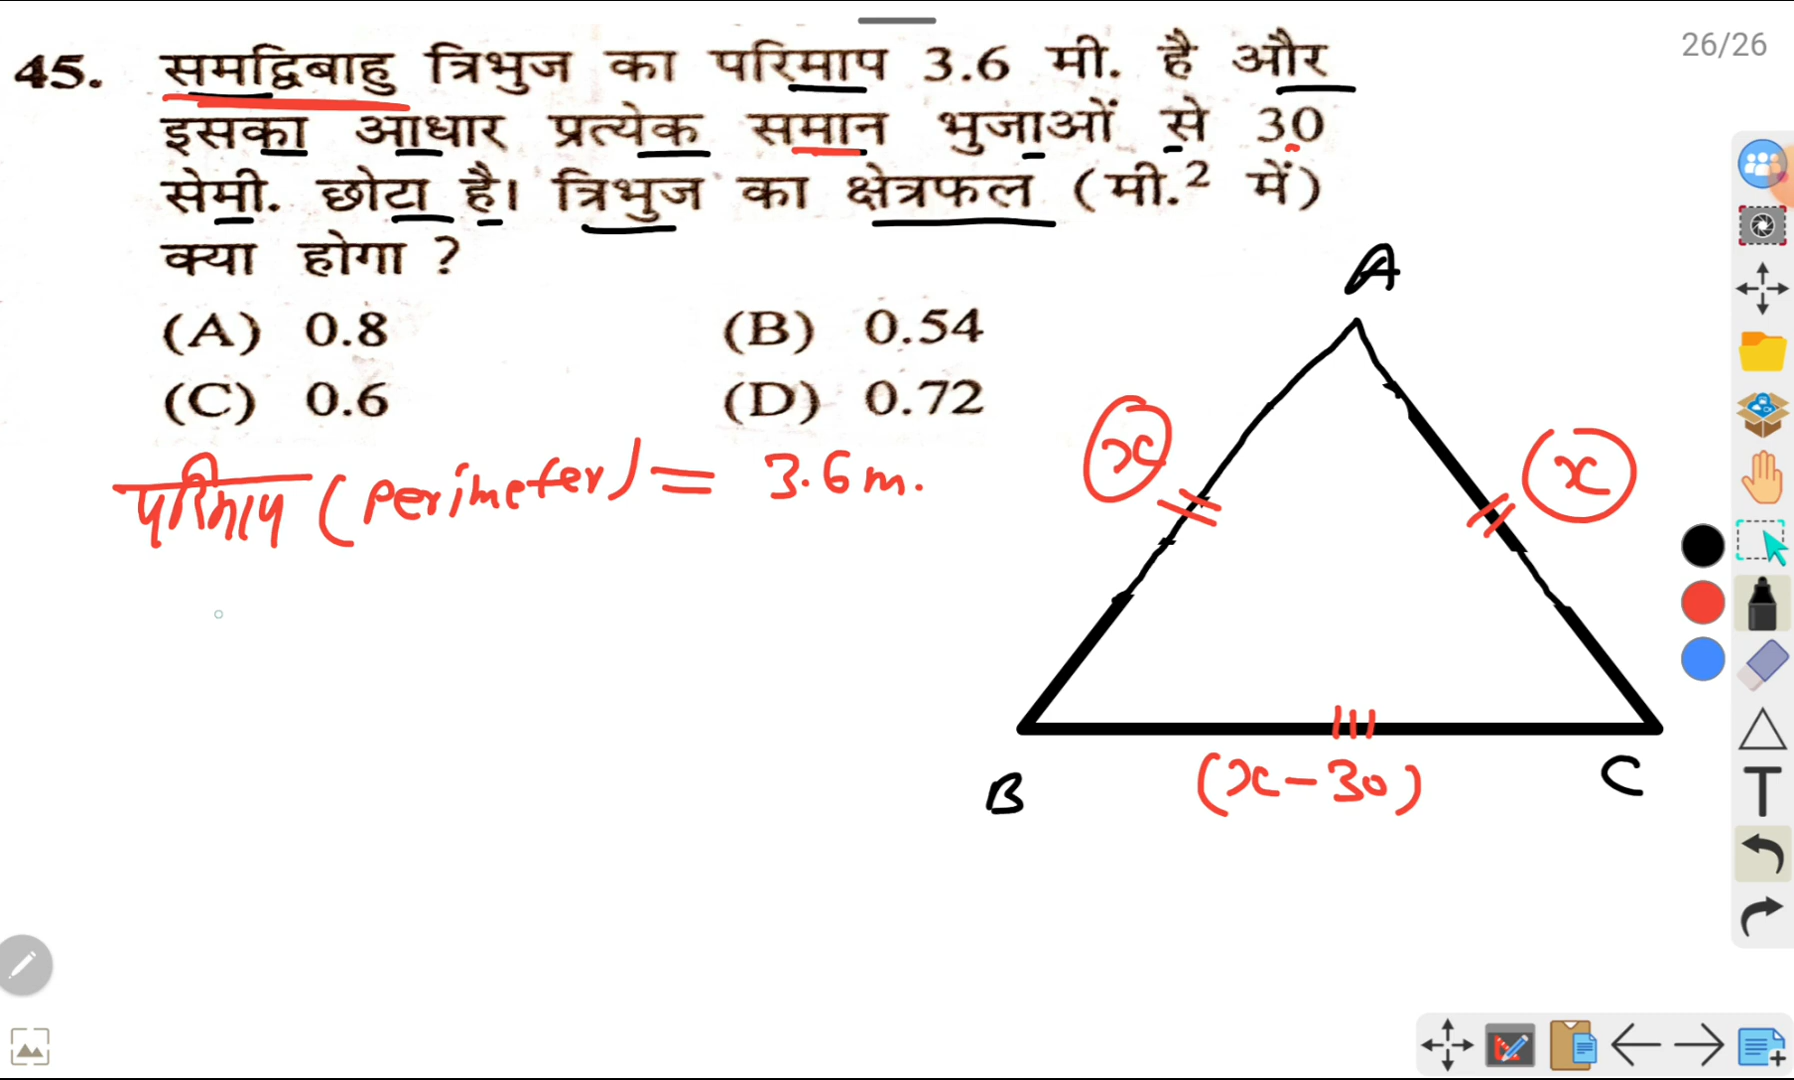 26/26
45. समद्विबाहु त्रिभुज का परिमाप 3.6 मी. है और
इसका आधार प्रत्येक समान भुजाओं से 30
सेमी. छोटा है। त्रिभुज का क्षेत्रफल (मी.² में)
क्या होगा ?
(A) 0.8 (B) 0.54
(C) 0.6 (D) 0.72
परिमाप (perimeter) = 3.6 m.
A
x x
B (x-30) C
T